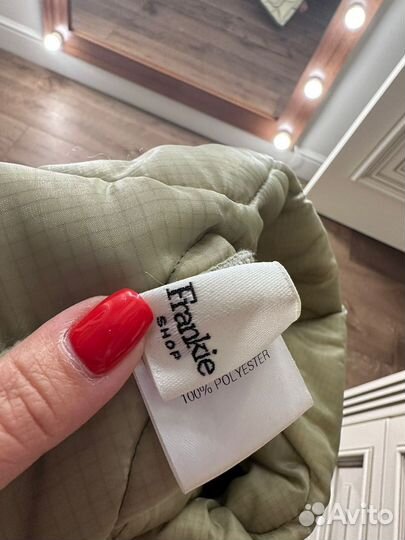 Frankie
SHOP
100% POLYESTER
Avito